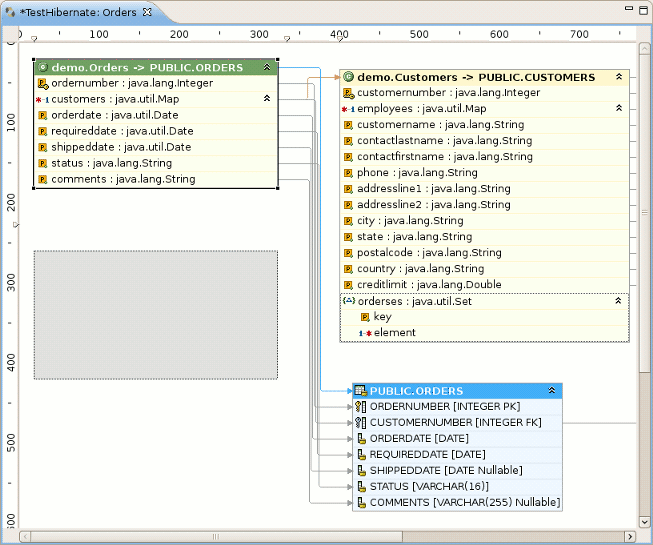 *TestHibernate: Orders
0 100 200 300 400 500 600 700
0
100
200
300
400
500
600
demo.Orders -> PUBLIC.ORDERS
ordernumber : java.lang.Integer
customers : java.util.Map
orderdate : java.util.Date
requireddate : java.util.Date
shippeddate : java.util.Date
status : java.lang.String
comments : java.lang.String
demo.Customers -> PUBLIC.CUSTOMERS
customernumber : java.lang.Integer
employees : java.util.Map
customername : java.lang.String
contactlastname : java.lang.String
contactfirstname : java.lang.String
phone : java.lang.String
addressline1 : java.lang.String
addressline2 : java.lang.String
city : java.lang.String
state : java.lang.String
postalcode : java.lang.String
country : java.lang.String
creditlimit : java.lang.Double
orderses : java.util.Set
key
element
PUBLIC.ORDERS
ORDERNUMBER [INTEGER PK]
CUSTOMERNUMBER [INTEGER FK]
ORDERDATE [DATE]
REQUIREDDATE [DATE]
SHIPPEDDATE [DATE Nullable]
STATUS [VARCHAR(16)]
COMMENTS [VARCHAR(255) Nullable]